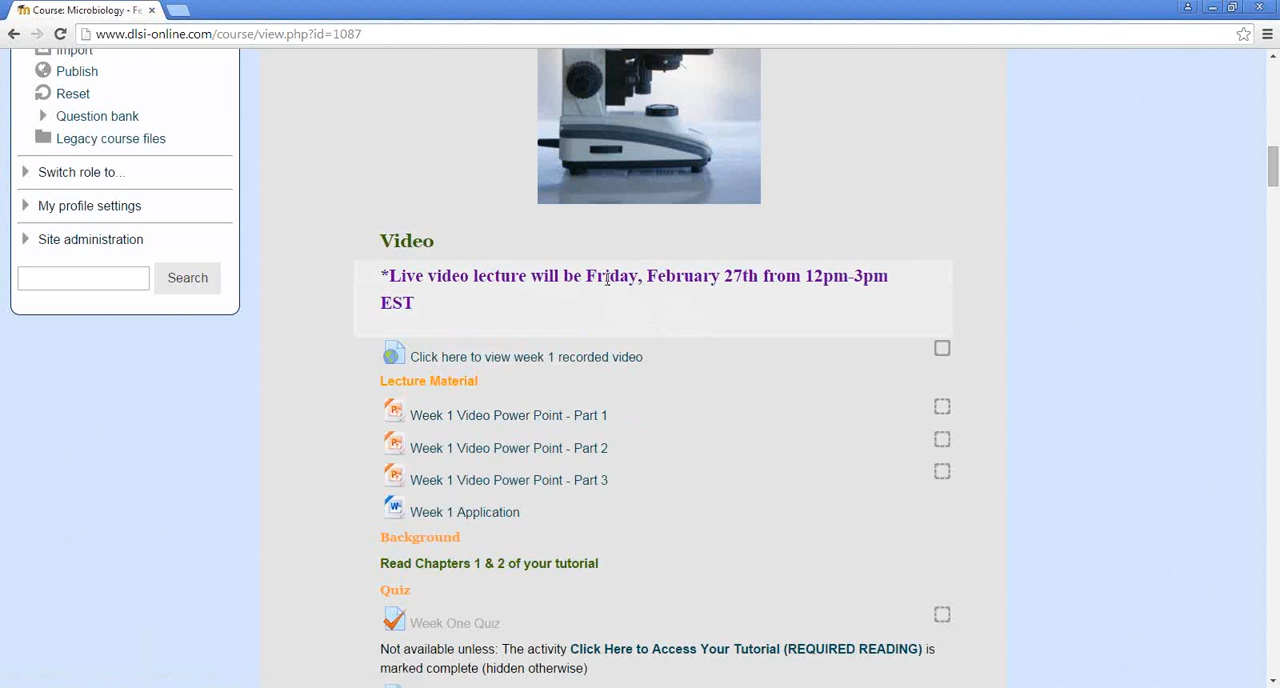 Course: Microbiology - Fe
www.dlsi-online.com/course/view.php?id=1087
Import
Publish
Reset
Question bank
Legacy course files
Switch role to...
My profile settings
Site administration
Search
Video
*Live video lecture will be Friday, February 27th from 12pm-3pm
EST
Click here to view week 1 recorded video
Lecture Material
Week 1 Video Power Point - Part 1
Week 1 Video Power Point - Part 2
Week 1 Video Power Point - Part 3
Week 1 Application
Background
Read Chapters 1 & 2 of your tutorial
Quiz
Week One Quiz
Not available unless: The activity Click Here to Access Your Tutorial (REQUIRED READING) is
marked complete (hidden otherwise)